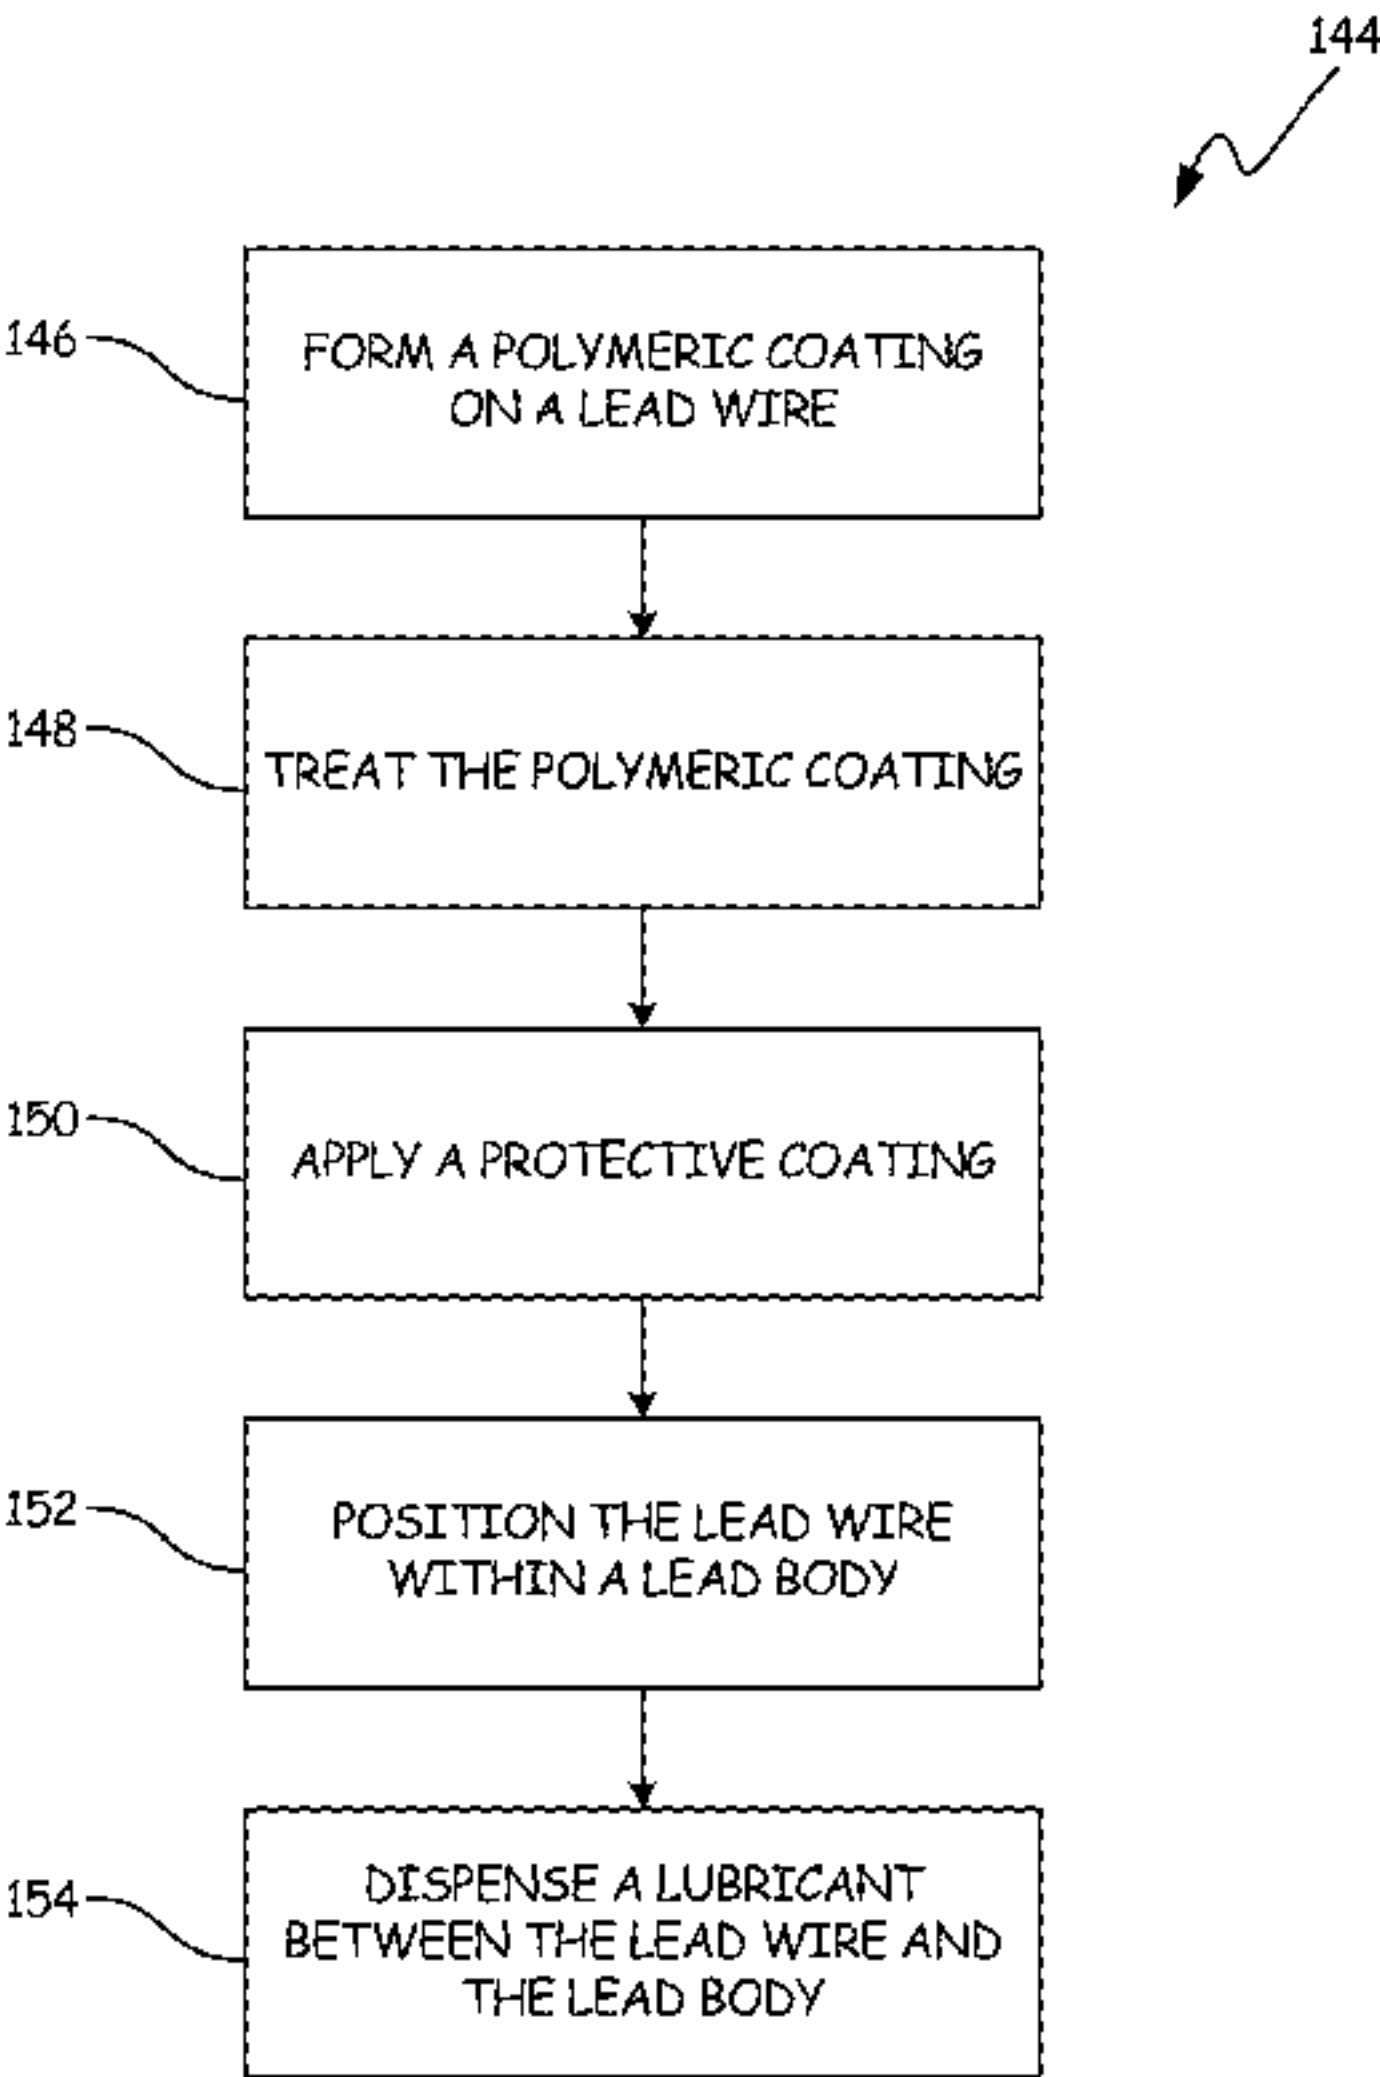 144
146
FORM A POLYMERIC COATING
ON A LEAD WIRE
148
TREAT THE POLYMERIC COATING
150
APPLY A PROTECTIVE COATING
152
POSITION THE LEAD WIRE
WITHIN A LEAD BODY
154
DISPENSE A LUBRICANT
BETWEEN THE LEAD WIRE AND
THE LEAD BODY